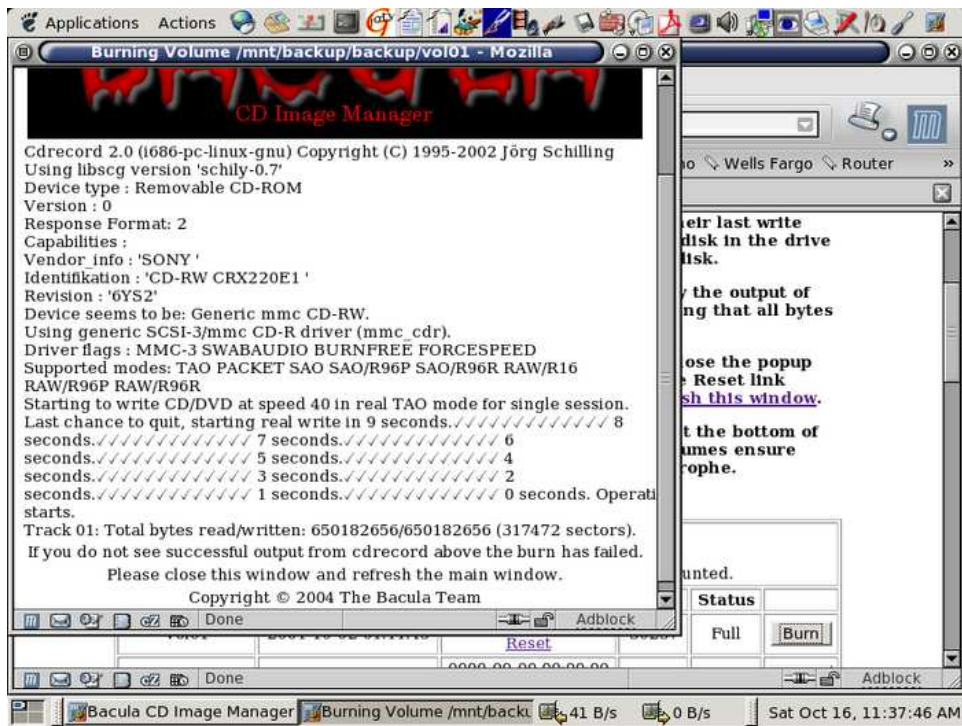 Applications Actions
Burning Volume /mnt/backup/backup/vol01 - Mozilla
CD Image Manager
Cdrecord 2.0 (i686-pc-linux-gnu) Copyright (C) 1995-2002 Jörg Schilling
Using libscg version 'schily-0.7'
Device type : Removable CD-ROM
Version : 0
Response Format: 2
Capabilities :
Vendor_info : 'SONY '
Identifikation : 'CD-RW CRX220E1 '
Revision : '6YS2'
Device seems to be: Generic mmc CD-RW.
Using generic SCSI-3/mmc CD-R driver (mmc_cdr).
Driver flags : MMC-3 SWABAUDIO BURNFREE FORCESPEED
Supported modes: TAO PACKET SAO SAO/R96P SAO/R96R RAW/R16
RAW/R96P RAW/R96R
Starting to write CD/DVD at speed 40 in real TAO mode for single session.
Last chance to quit, starting real write in 9 seconds.✓✓✓✓✓✓✓✓✓✓✓✓✓ 8
seconds.✓✓✓✓✓✓✓✓✓✓✓✓✓ 7 seconds.✓✓✓✓✓✓✓✓✓✓✓✓✓ 6
seconds.✓✓✓✓✓✓✓✓✓✓✓✓✓ 5 seconds.✓✓✓✓✓✓✓✓✓✓✓✓✓ 4
seconds.✓✓✓✓✓✓✓✓✓✓✓✓✓ 3 seconds.✓✓✓✓✓✓✓✓✓✓✓✓✓ 2
seconds.✓✓✓✓✓✓✓✓✓✓✓✓✓ 1 seconds.✓✓✓✓✓✓✓✓✓✓✓✓✓ 0 seconds. Operati
starts.
Track 01: Total bytes read/written: 650182656/650182656 (317472 sectors).
If you do not see successful output from cdrecord above the burn has failed.
Please close this window and refresh the main window.
Copyright © 2004 The Bacula Team
Done Adblock
Wells Fargo Router »
eir last write
disk in the drive
lisk.
the output of
ng that all bytes
ose the popup
Reset link
sh this window.
t the bottom of
umes ensure
rophe.
unted.
Status
Reset Full Burn
Done Adblock
Bacula CD Image Manager Burning Volume /mnt/backu 41 B/s 0 B/s Sat Oct 16, 11:37:46 AM